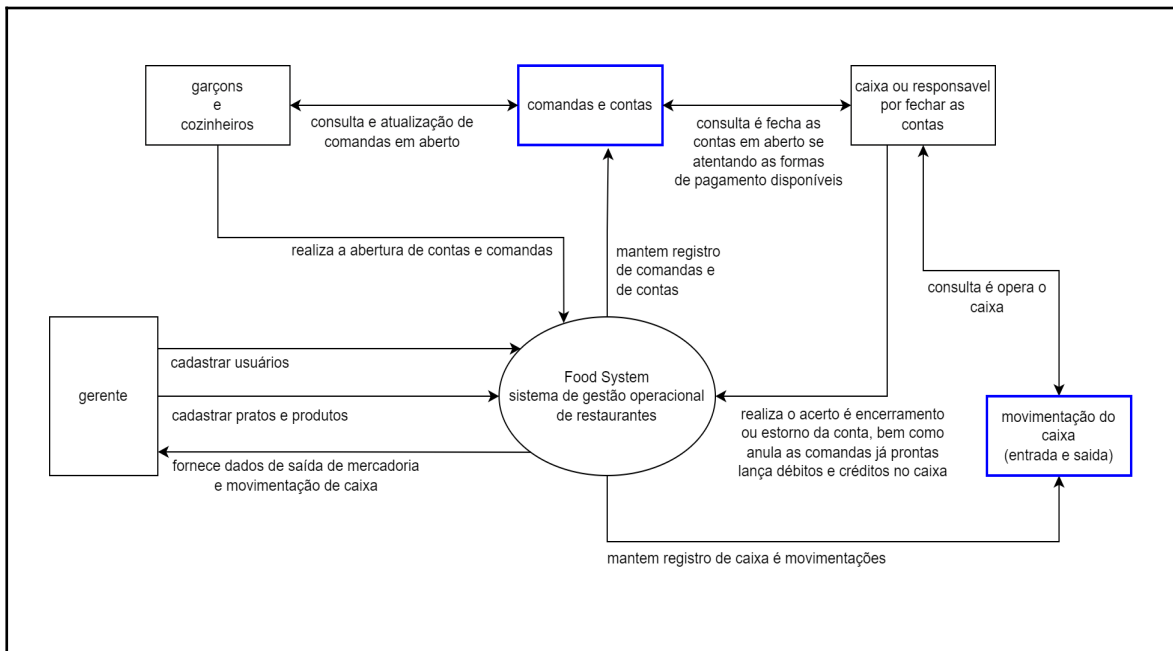 garçons
e
cozinheiros
comandas e contas
caixa ou responsavel
por fechar as
contas
consulta e atualização de
comandas em aberto
consulta é fecha as
contas em aberto se
atentando as formas
de pagamento disponíveis
realiza a abertura de contas e comandas
mantem registro
de comandas e
de contas
consulta é opera o
caixa
gerente
cadastrar usuários
cadastrar pratos e produtos
fornece dados de saída de mercadoria
e movimentação de caixa
Food System
sistema de gestão operacional
de restaurantes
realiza o acerto é encerramento
ou estorno da conta, bem como
anula as comandas já prontas
lança débitos e créditos no caixa
movimentação do
caixa
(entrada e saida)
mantem registro de caixa é movimentações